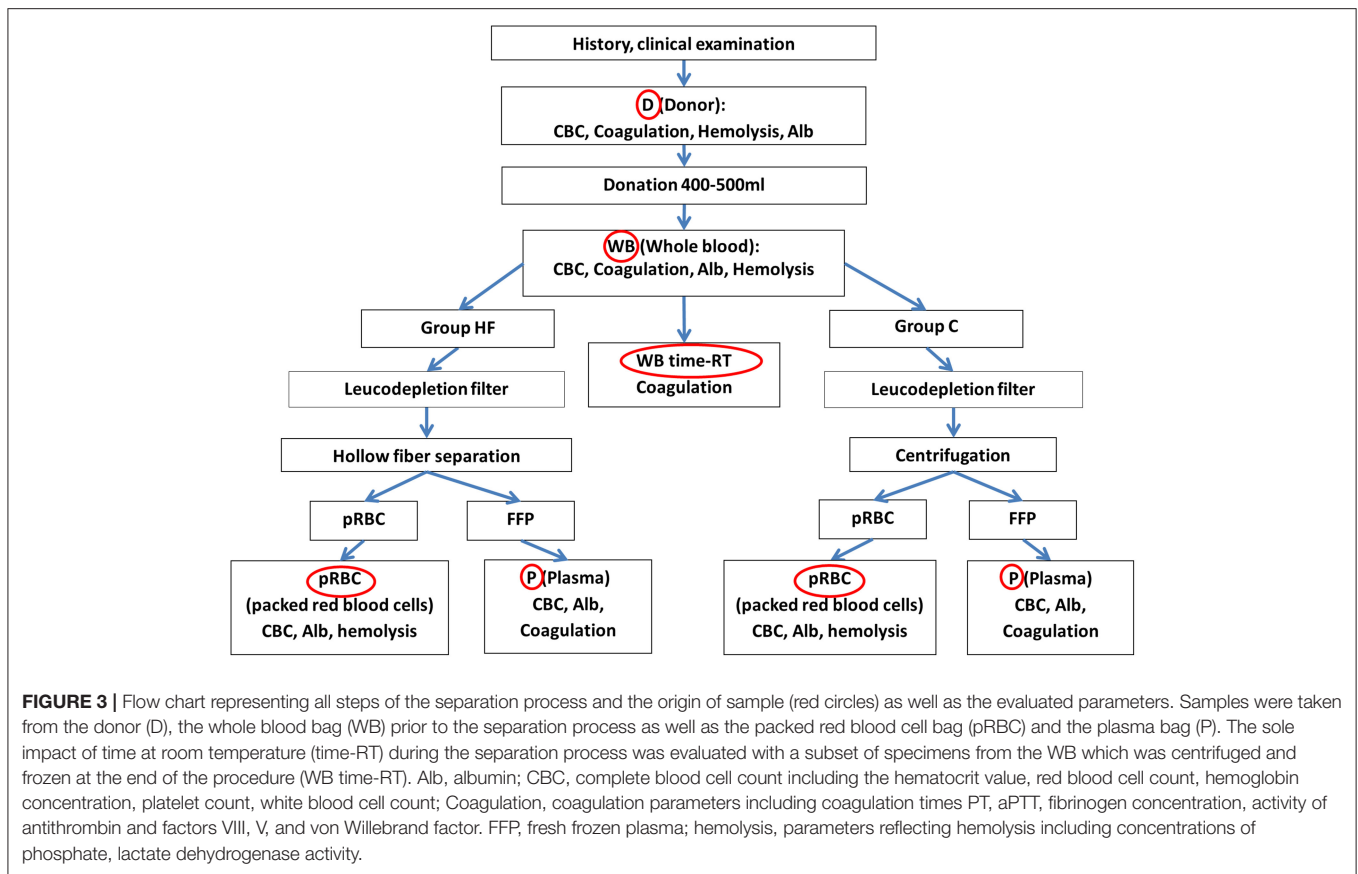 History, clinical examination
D (Donor):
CBC, Coagulation, Hemolysis, Alb
Donation 400-500ml
WB (Whole blood):
CBC, Coagulation, Alb, Hemolysis
Group HF
Group C
WB time-RT
Coagulation
Leucodepletion filter
Leucodepletion filter
Hollow fiber separation
Centrifugation
pRBC
FFP
pRBC
FFP
pRBC
(packed red blood cells)
CBC, Alb, hemolysis
P (Plasma)
CBC, Alb,
Coagulation
pRBC
(packed red blood cells)
CBC, Alb, hemolysis
P (Plasma)
CBC, Alb,
Coagulation
FIGURE 3 | Flow chart representing all steps of the separation process and the origin of sample (red circles) as well as the evaluated parameters. Samples were taken
from the donor (D), the whole blood bag (WB) prior to the separation process as well as the packed red blood cell bag (pRBC) and the plasma bag (P). The sole
impact of time at room temperature (time-RT) during the separation process was evaluated with a subset of specimens from the WB which was centrifuged and
frozen at the end of the procedure (WB time-RT). Alb, albumin; CBC, complete blood cell count including the hematocrit value, red blood cell count, hemoglobin
concentration, platelet count, white blood cell count; Coagulation, coagulation parameters including coagulation times PT, aPTT, fibrinogen concentration, activity of
antithrombin and factors VIII, V, and von Willebrand factor. FFP, fresh frozen plasma; hemolysis, parameters reflecting hemolysis including concentrations of
phosphate, lactate dehydrogenase activity.